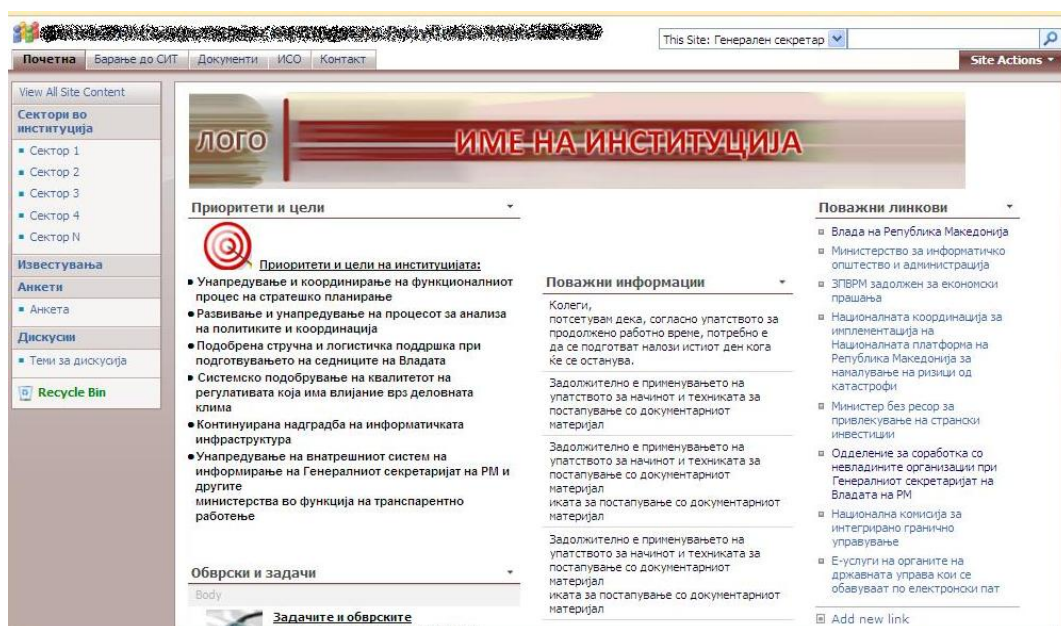 This Site: Генерален секретар
Почетна
Барање до СИТ
Документи
ИСО
Контакт
Site Actions
View All Site Content
Сектори во
институција
Сектор 1
Сектор 2
Сектор 3
Сектор 4
Сектор N
Известувања
Анкети
Анкета
Дискусии
Теми за дискусија
Recycle Bin
ЛОГО
ИМЕ НА ИНСТИТУЦИЈА
Приоритети и цели
Приоритети и цели на институцијата:
Унапредување и координирање на функционалниот
процес на стратешко планирање
Развивање и унапредување на процесот за анализа
на политиките и координација
Подобрена стручна и логистичка поддршка при
подготвувањето на седниците на Владата
Системско подобрување на квалитетот на
регулативата која има влијание врз деловната
клима
Континуирана надградба на информатичката
инфраструктура
Унапредување на внатрешниот систем на
информирање на Генералниот секретаријат на РМ и
другите
министерства во функција на транспарентно
работење
Обврски и задачи
Body
Задачите и обврските
Поважни информации
Колеги,
потсетувам дека, согласно упатството за
продолжено работно време, потребно е
да се подготват налози истиот ден кога
ќе се останува.
Задолжително е применувањето на
упатството за начинот и техниката за
постапување со документарниот
материјал
Задолжително е применувањето на
упатството за начинот и техниката за
постапување со документарниот
материјал
иката за постапување со документарниот
материјал
Задолжително е применувањето на
упатството за начинот и техниката за
постапување со документарниот
материјал
иката за постапување со документарниот
материјал
Поважни линкови
Влада на Република Македонија
Министерство за информатичко
општество и администрација
ЗПВРМ задолжен за економски
прашања
Националната координација за
имплементација на
Националната платформа на
Република Македонија за
намалување на ризици од
катастрофи
Министер без ресор за
привлекување на странски
инвестиции
Одделение за соработка со
невладините организации при
Генералниот секретаријат на
Владата на РМ
Национална комисија за
интегрирано гранично
управување
Е-услуги на органите на
државната управа кои се
обавуваат по електронски пат
Add new link